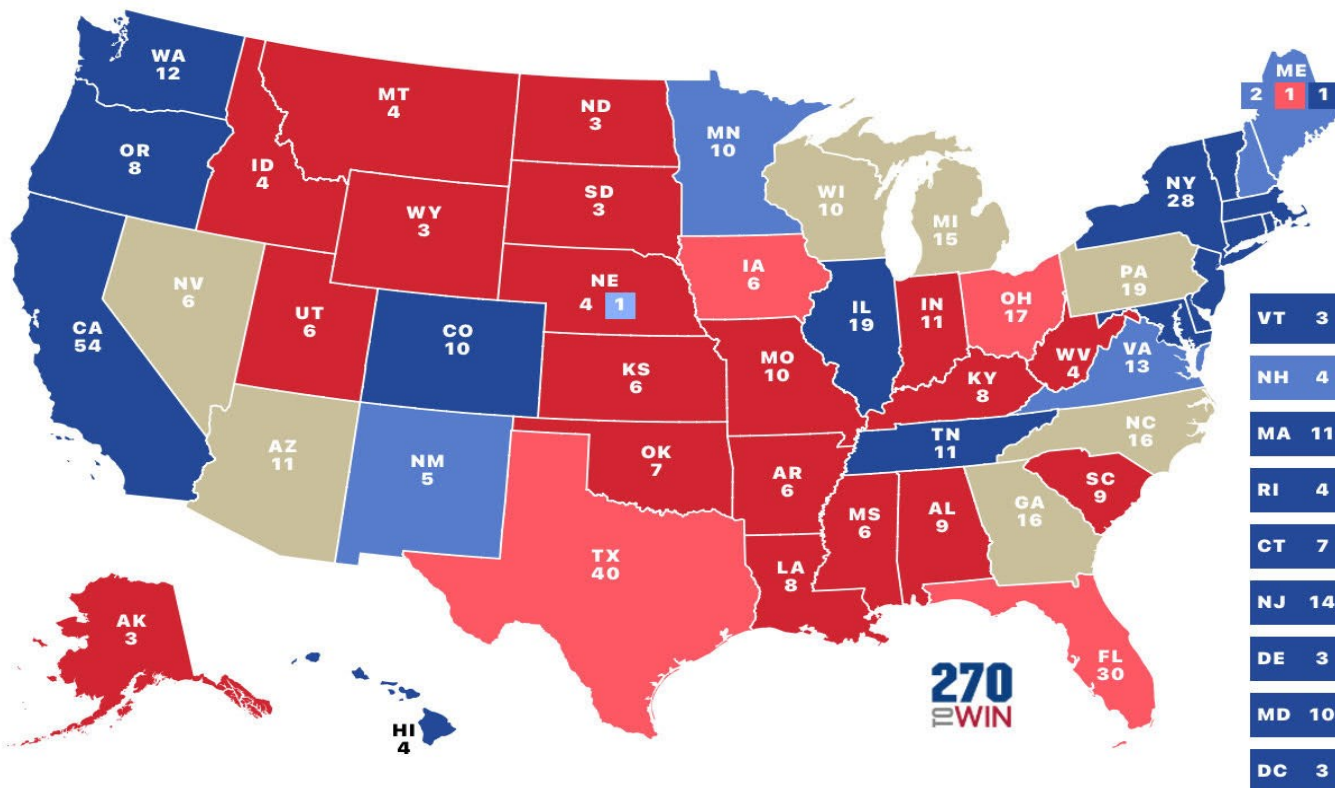 WA
12
OR
8
CA
54
NV
6
ID
4
MT
4
WY
3
UT
6
AZ
11
CO
10
NM
5
ND
3
SD
3
NE
4 1
KS
6
OK
7
TX
40
MN
10
IA
6
MO
10
AR
6
LA
8
WI
10
IL
19
MI
15
IN
11
OH
17
KY
8
TN
11
MS
6
AL
9
GA
16
FL
30
SC
9
NC
16
VA
13
WV
4
PA
19
NY
28
ME
2 1 1
VT 3
NH 4
MA 11
RI 4
CT 7
NJ 14
DE 3
MD 10
DC 3
AK
3
HI
4
270
TO WIN